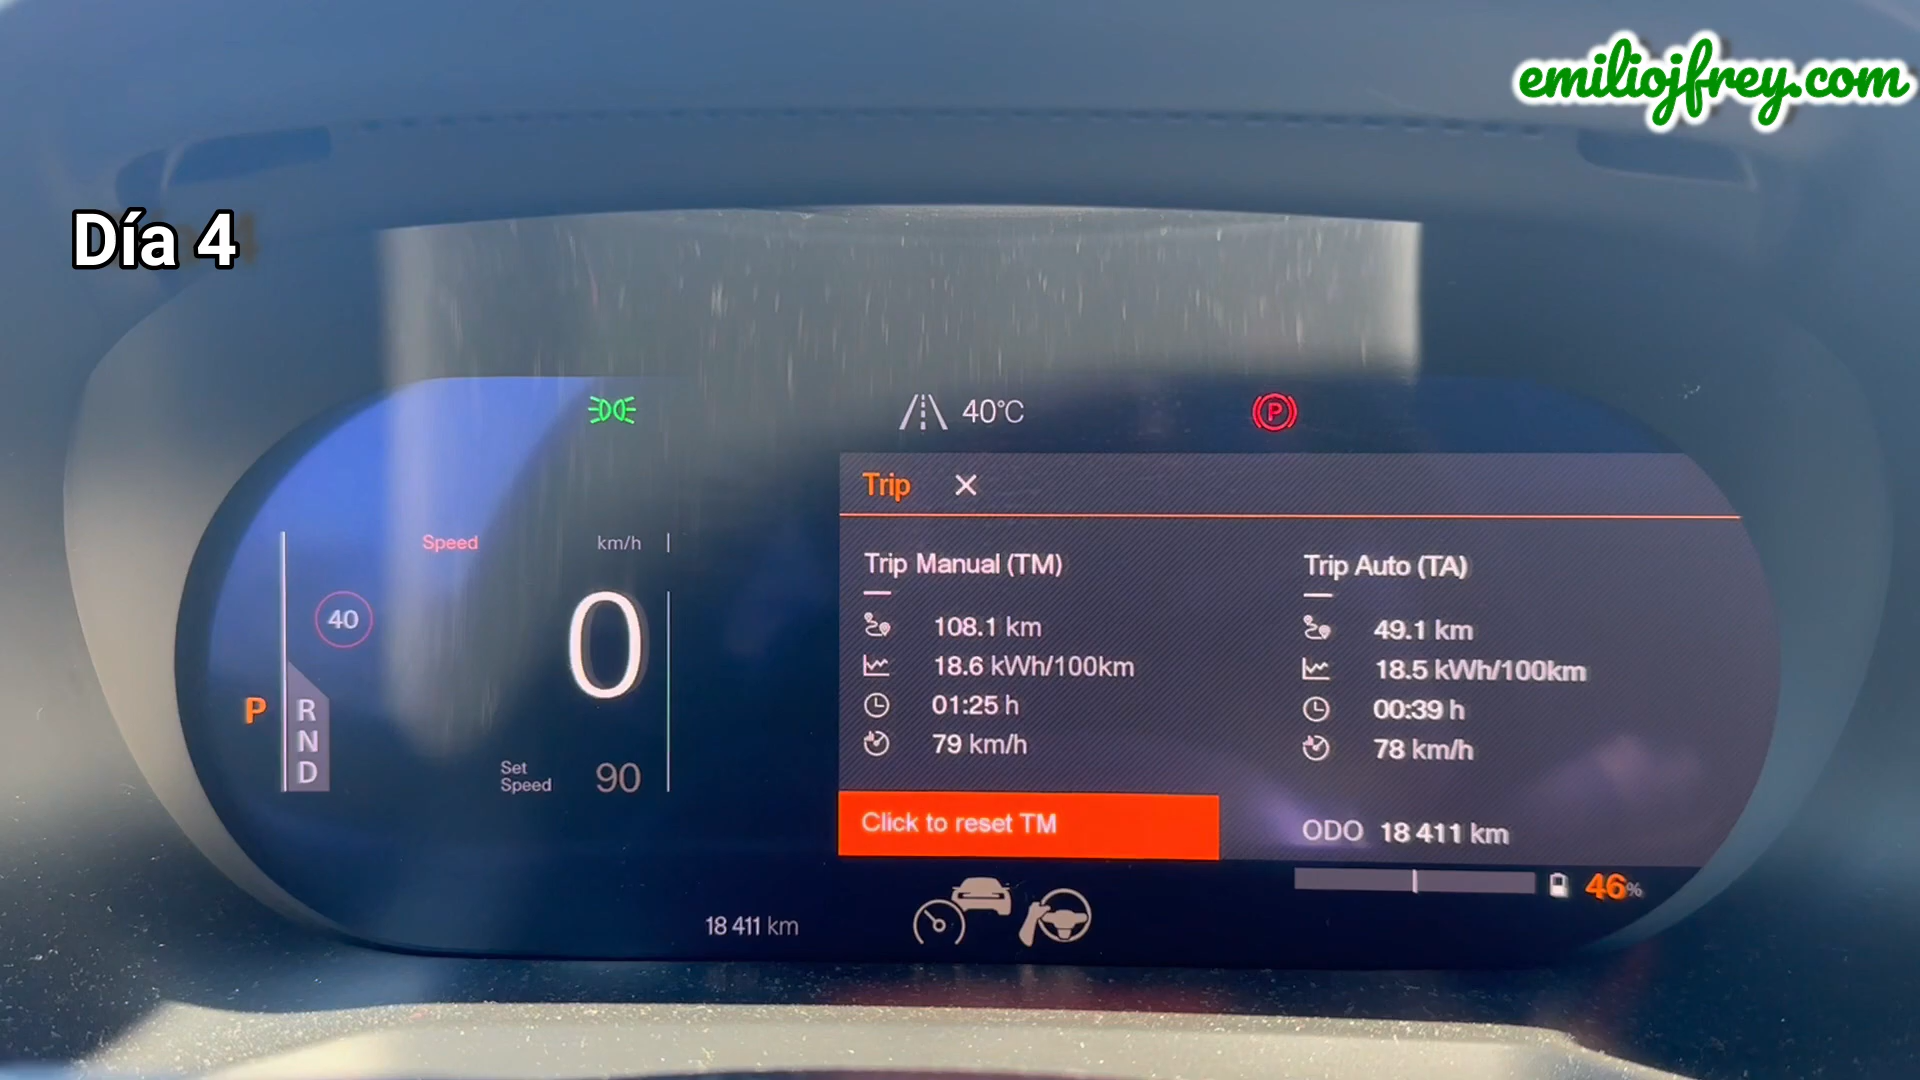 emiliojfrey.com
Día 4
40°C
P
Trip
Speed
km/h
Trip Manual (TM)
Trip Auto (TA)
40
0
108.1 km
49.1 km
18.6 kWh/100km
18.5 kWh/100km
P
R
N
D
01:25 h
00:39 h
79 km/h
78 km/h
Set
Speed
90
Click to reset TM
ODO 18 411 km
46%
18 411 km